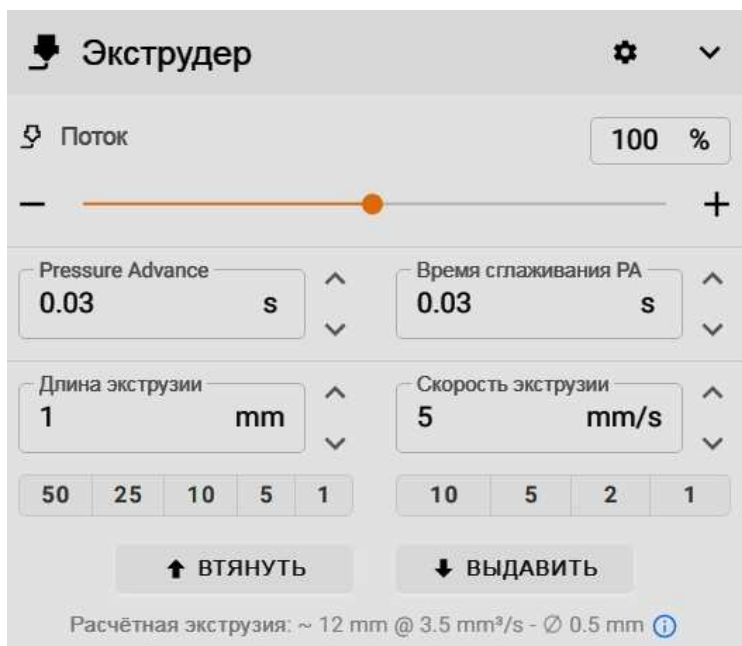 Экструдер
Поток 100 %
Pressure Advance Время сглаживания PA
0.03 s 0.03 s
Длина экструзии Скорость экструзии
1 mm 5 mm/s
50 25 10 5 1 10 5 2 1
ВТЯНУТЬ ВЫДАВИТЬ
Расчётная экструзия: ~ 12 mm @ 3.5 mm³/s - ∅ 0.5 mm